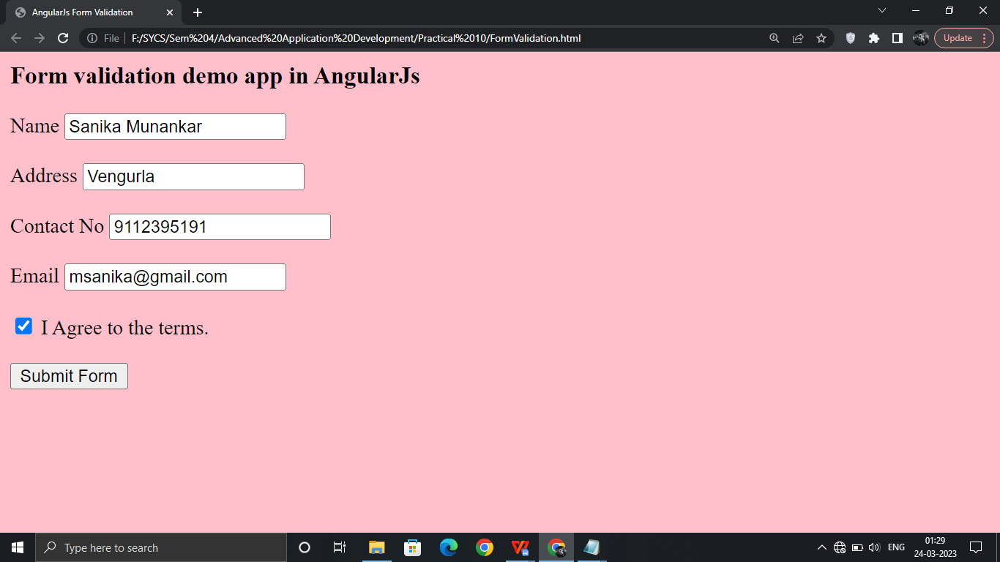 AngularJs Form Validation
File F:/SYCS/Sem%204/Advanced%20Application%20Development/Practical%2010/FormValidation.html Update
Form validation demo app in AngularJs
Name Sanika Munankar
Address Vengurla
Contact No 9112395191
Email msanika@gmail.com
I Agree to the terms.
Submit Form
Type here to search ENG 01:29
24-03-2023